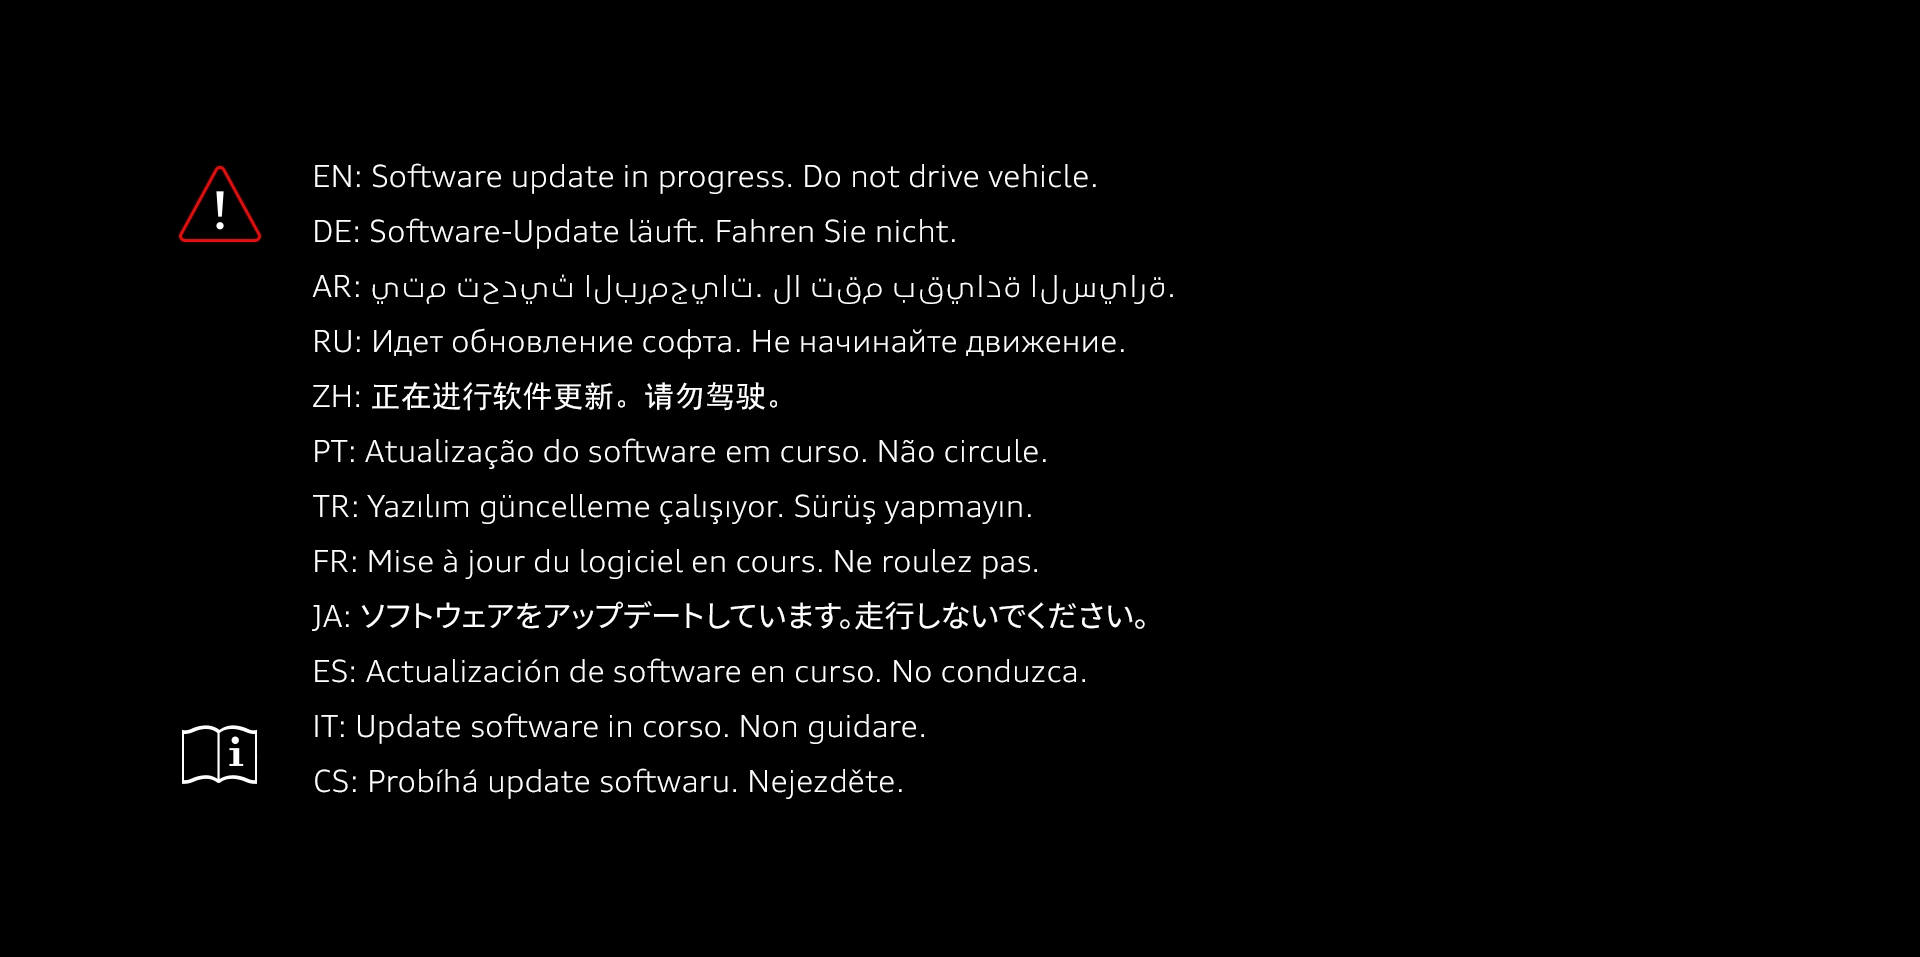 EN: Software update in progress. Do not drive vehicle.
DE: Software-Update läuft. Fahren Sie nicht.
AR: يتم تحديث البرمجيات. لا تقم بقيادة السيارة.
RU: Идет обновление софта. Не начинайте движение.
ZH: 正在进行软件更新。请勿驾驶。
PT: Atualização do software em curso. Não circule.
TR: Yazılım güncelleme çalışıyor. Sürüş yapmayın.
FR: Mise à jour du logiciel en cours. Ne roulez pas.
JA: ソフトウェアをアップデートしています。走行しないでください。
ES: Actualización de software en curso. No conduzca.
IT: Update software in corso. Non guidare.
CS: Probíhá update softwaru. Nejezděte.